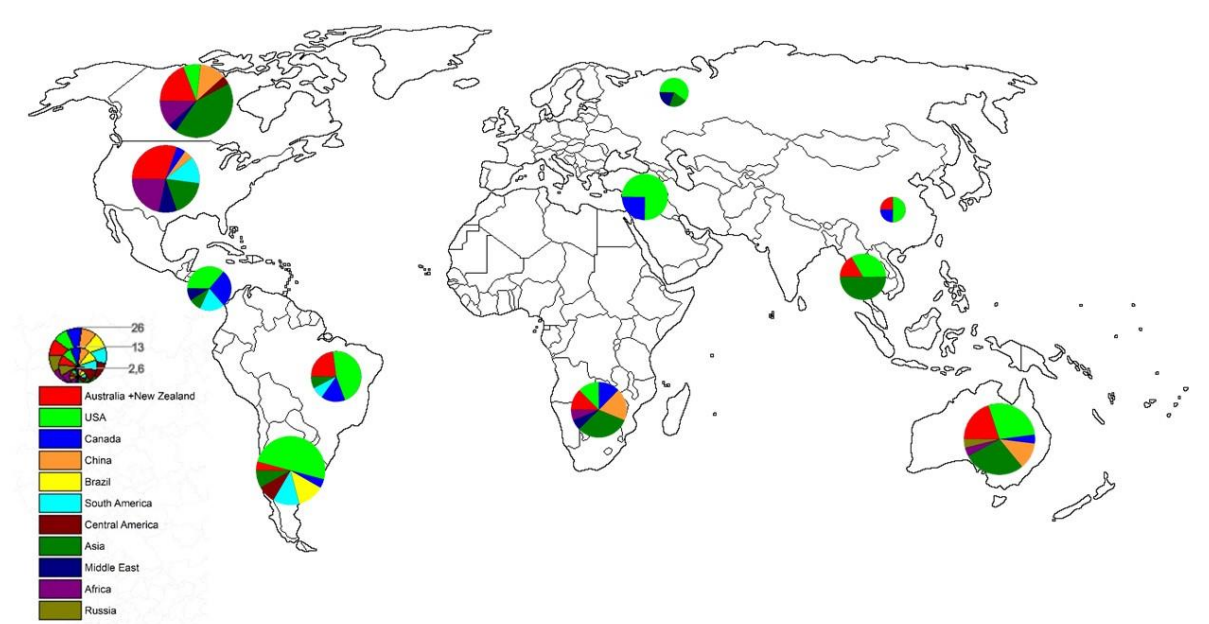 26
13
2,6
Australia +New Zealand
USA
Canada
China
Brazil
South America
Central America
Asia
Middle East
Africa
Russia